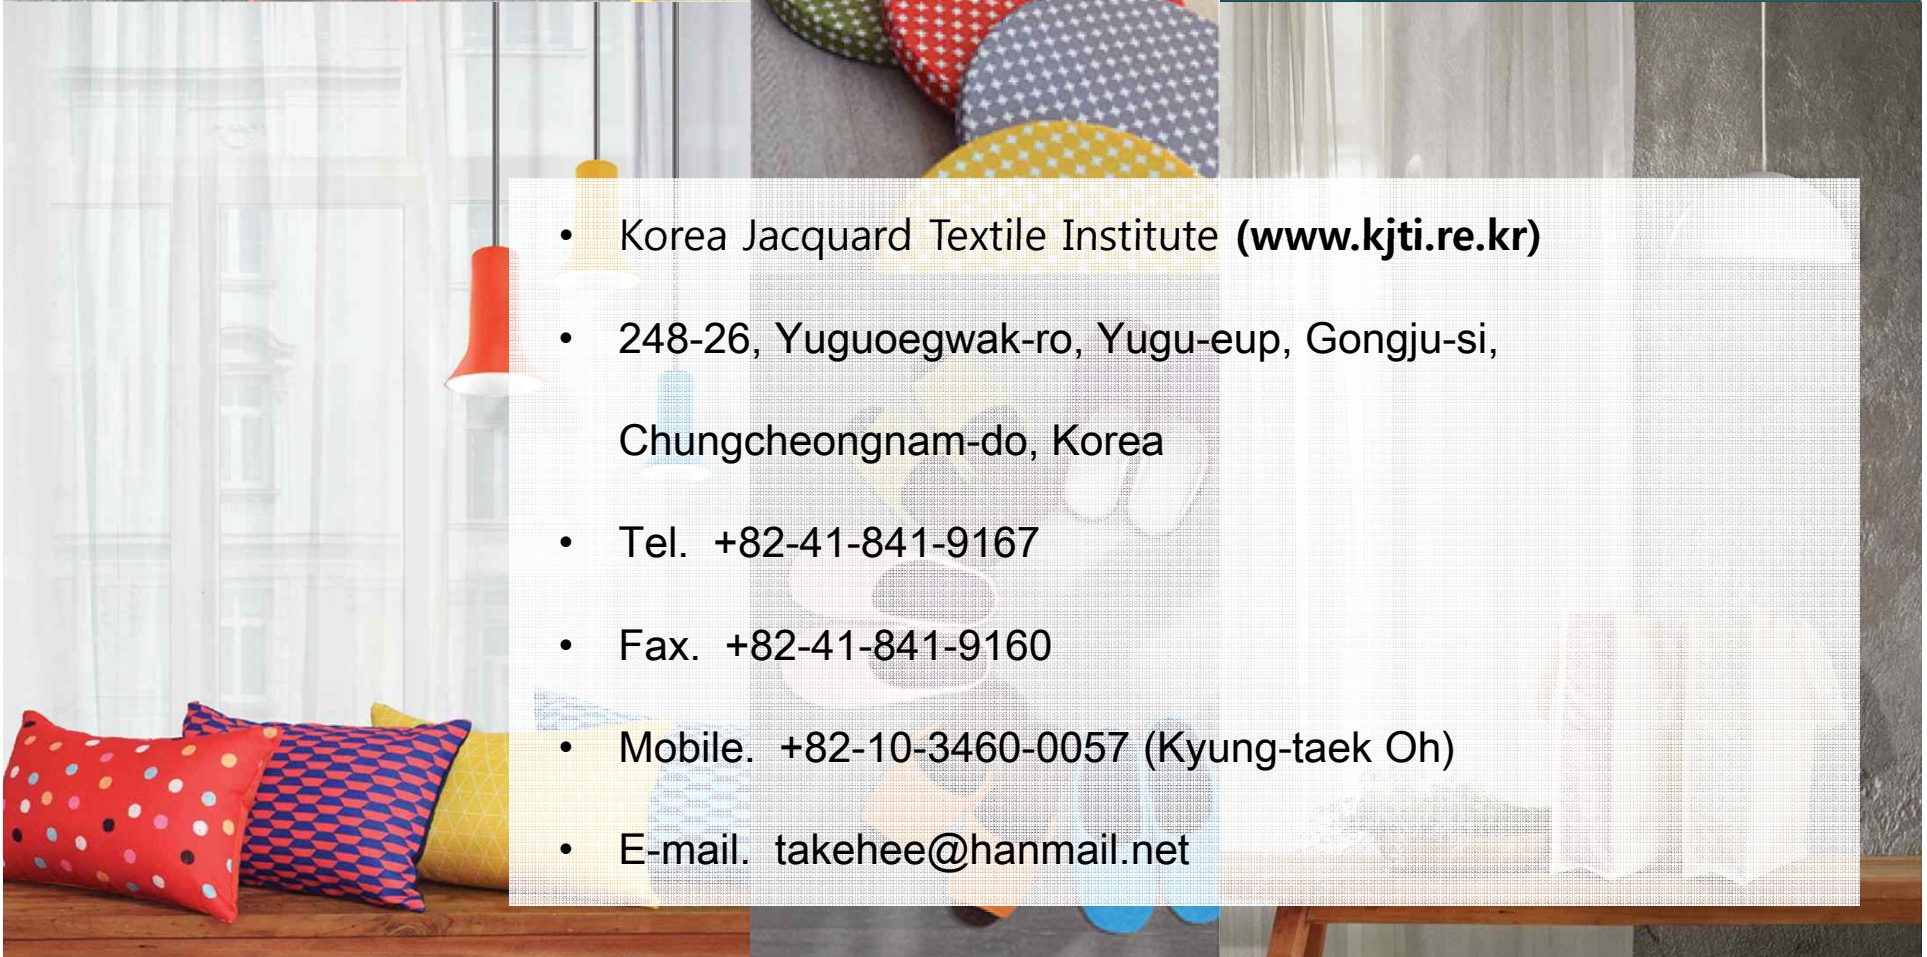 • Korea Jacquard Textile Institute (www.kjti.re.kr)
• 248-26, Yuguoegwak-ro, Yugu-eup, Gongju-si,
Chungcheongnam-do, Korea
• Tel. +82-41-841-9167
• Fax. +82-41-841-9160
• Mobile. +82-10-3460-0057 (Kyung-taek Oh)
• E-mail. takehee@hanmail.net